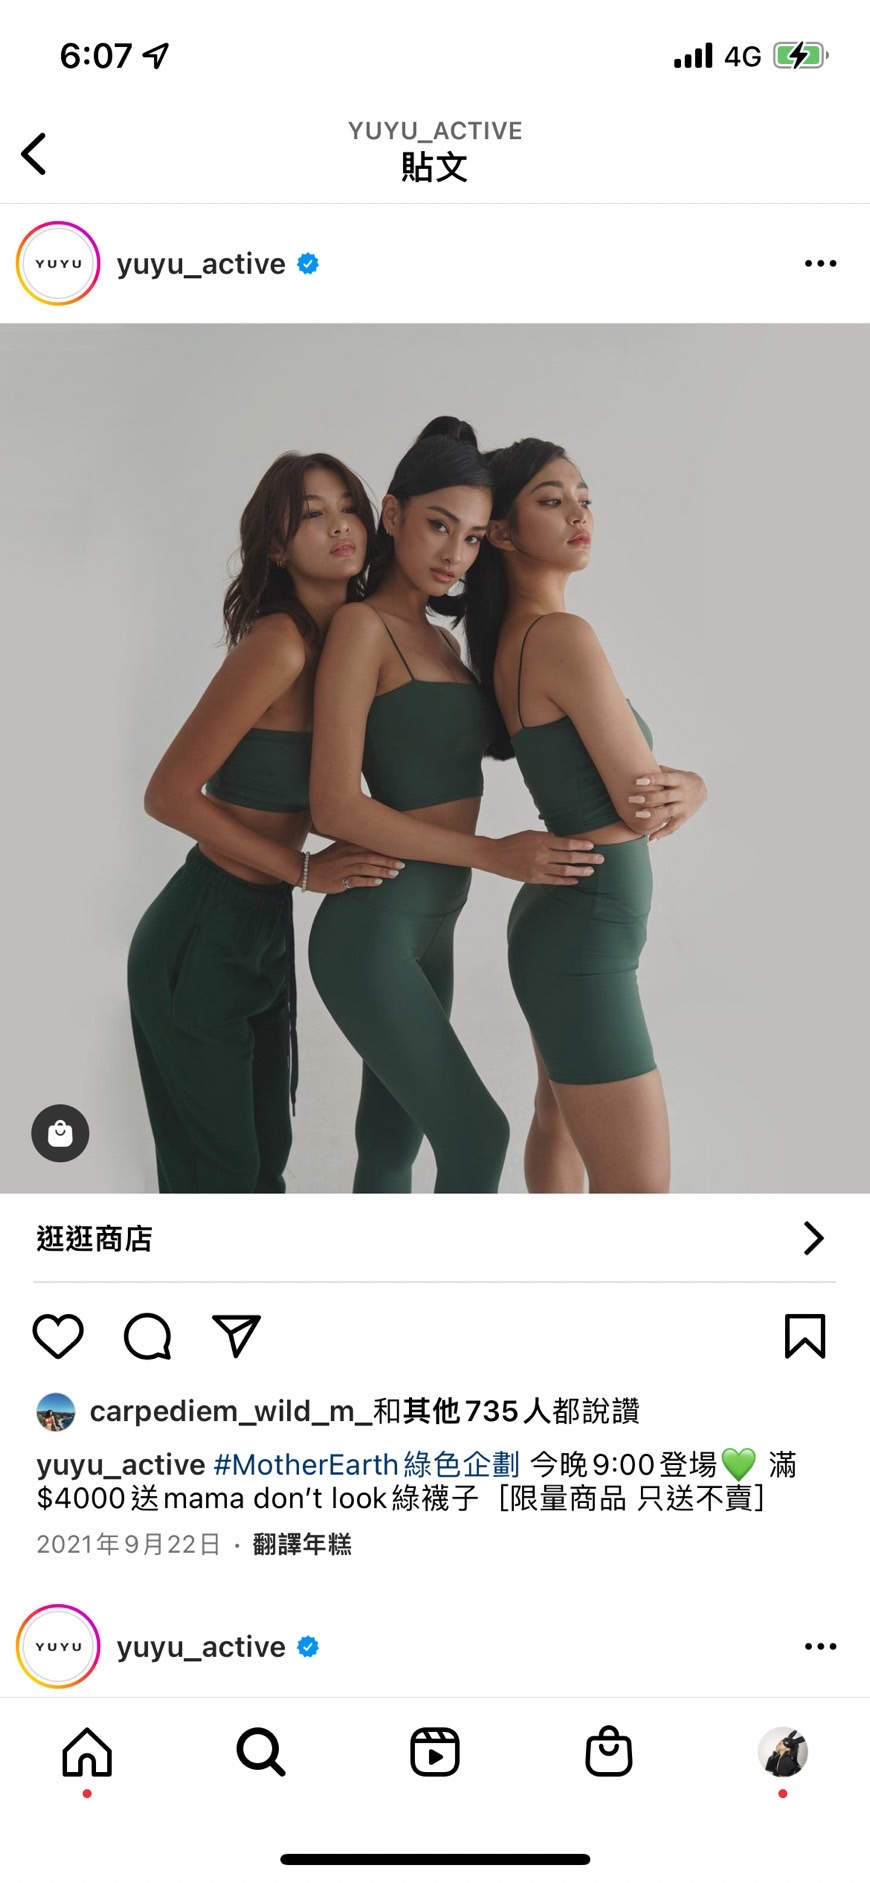 6:07
4G
YUYU_ACTIVE
貼文
YUYU
yuyu_active
逛逛商店
carpediem_wild_m_和其他735人都說讚
yuyu_active #MotherEarth綠色企劃 今晚9:00登場💚 滿
$4000送mama don’t look綠襪子［限量商品 只送不賣］
2021年9月22日 · 翻譯年糕
YUYU
yuyu_active